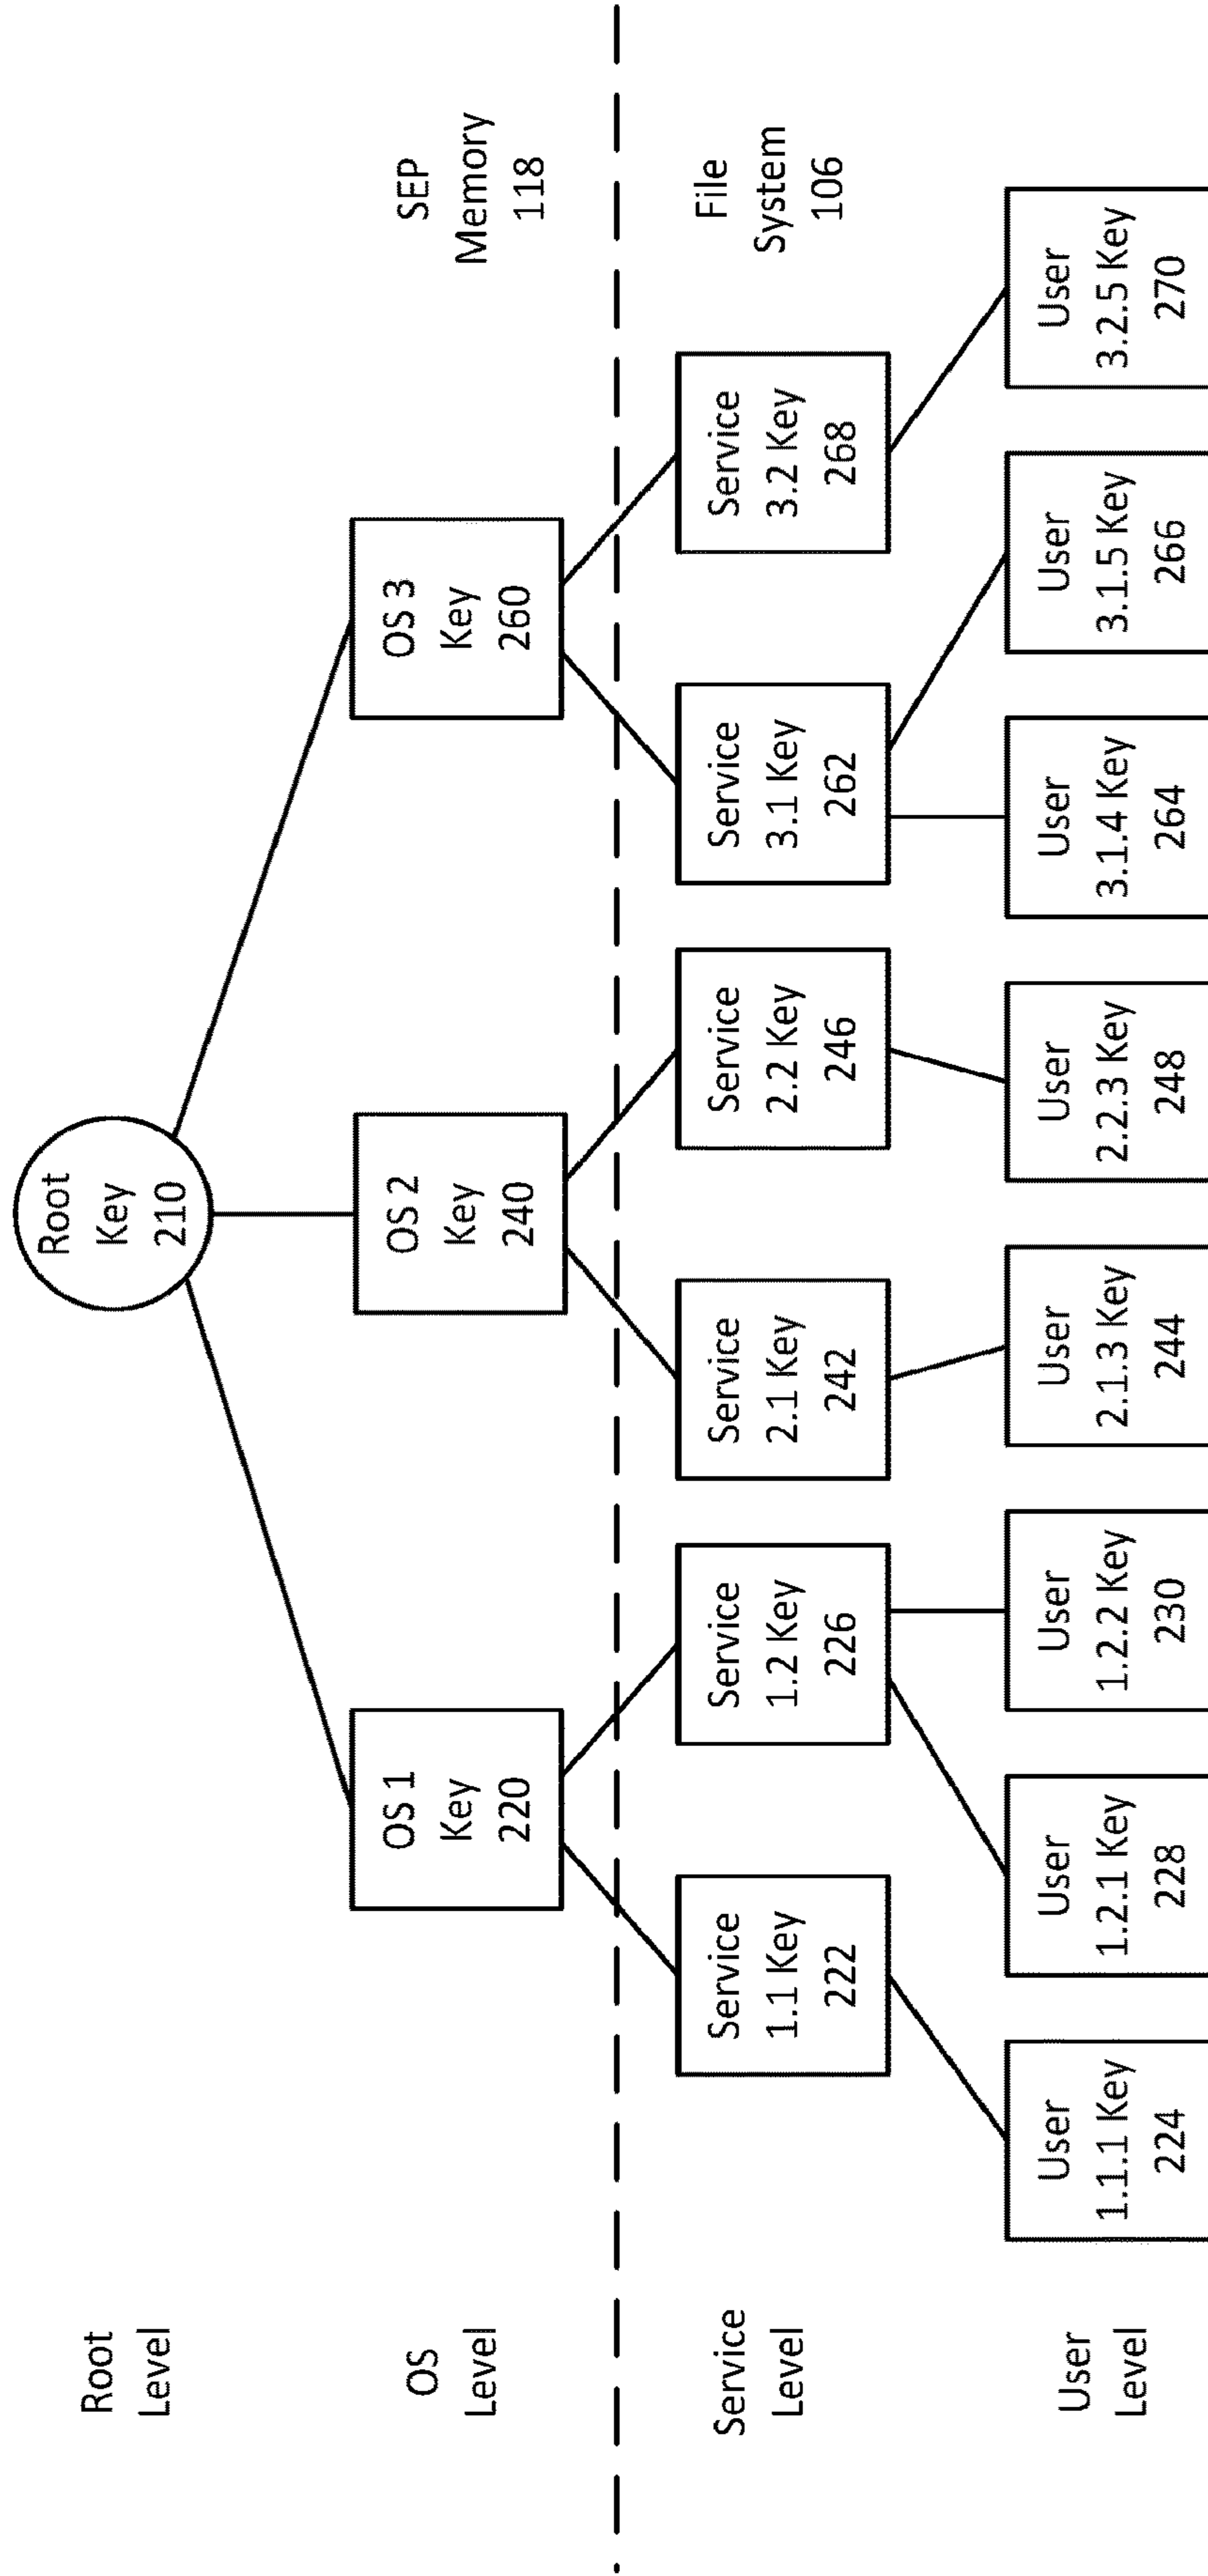 Root
Level
Root
Key
210
OS
Level
OS 1
Key
220
OS 2
Key
240
OS 3
Key
260
SEP
Memory
118
Service
Level
Service
1.1 Key
222
Service
1.2 Key
226
Service
2.1 Key
242
Service
2.2 Key
246
Service
3.1 Key
262
Service
3.2 Key
268
File
System
106
User
Level
User
1.1.1 Key
224
User
1.2.1 Key
228
User
1.2.2 Key
230
User
2.1.3 Key
244
User
2.2.3 Key
248
User
3.1.4 Key
264
User
3.1.5 Key
266
User
3.2.5 Key
270